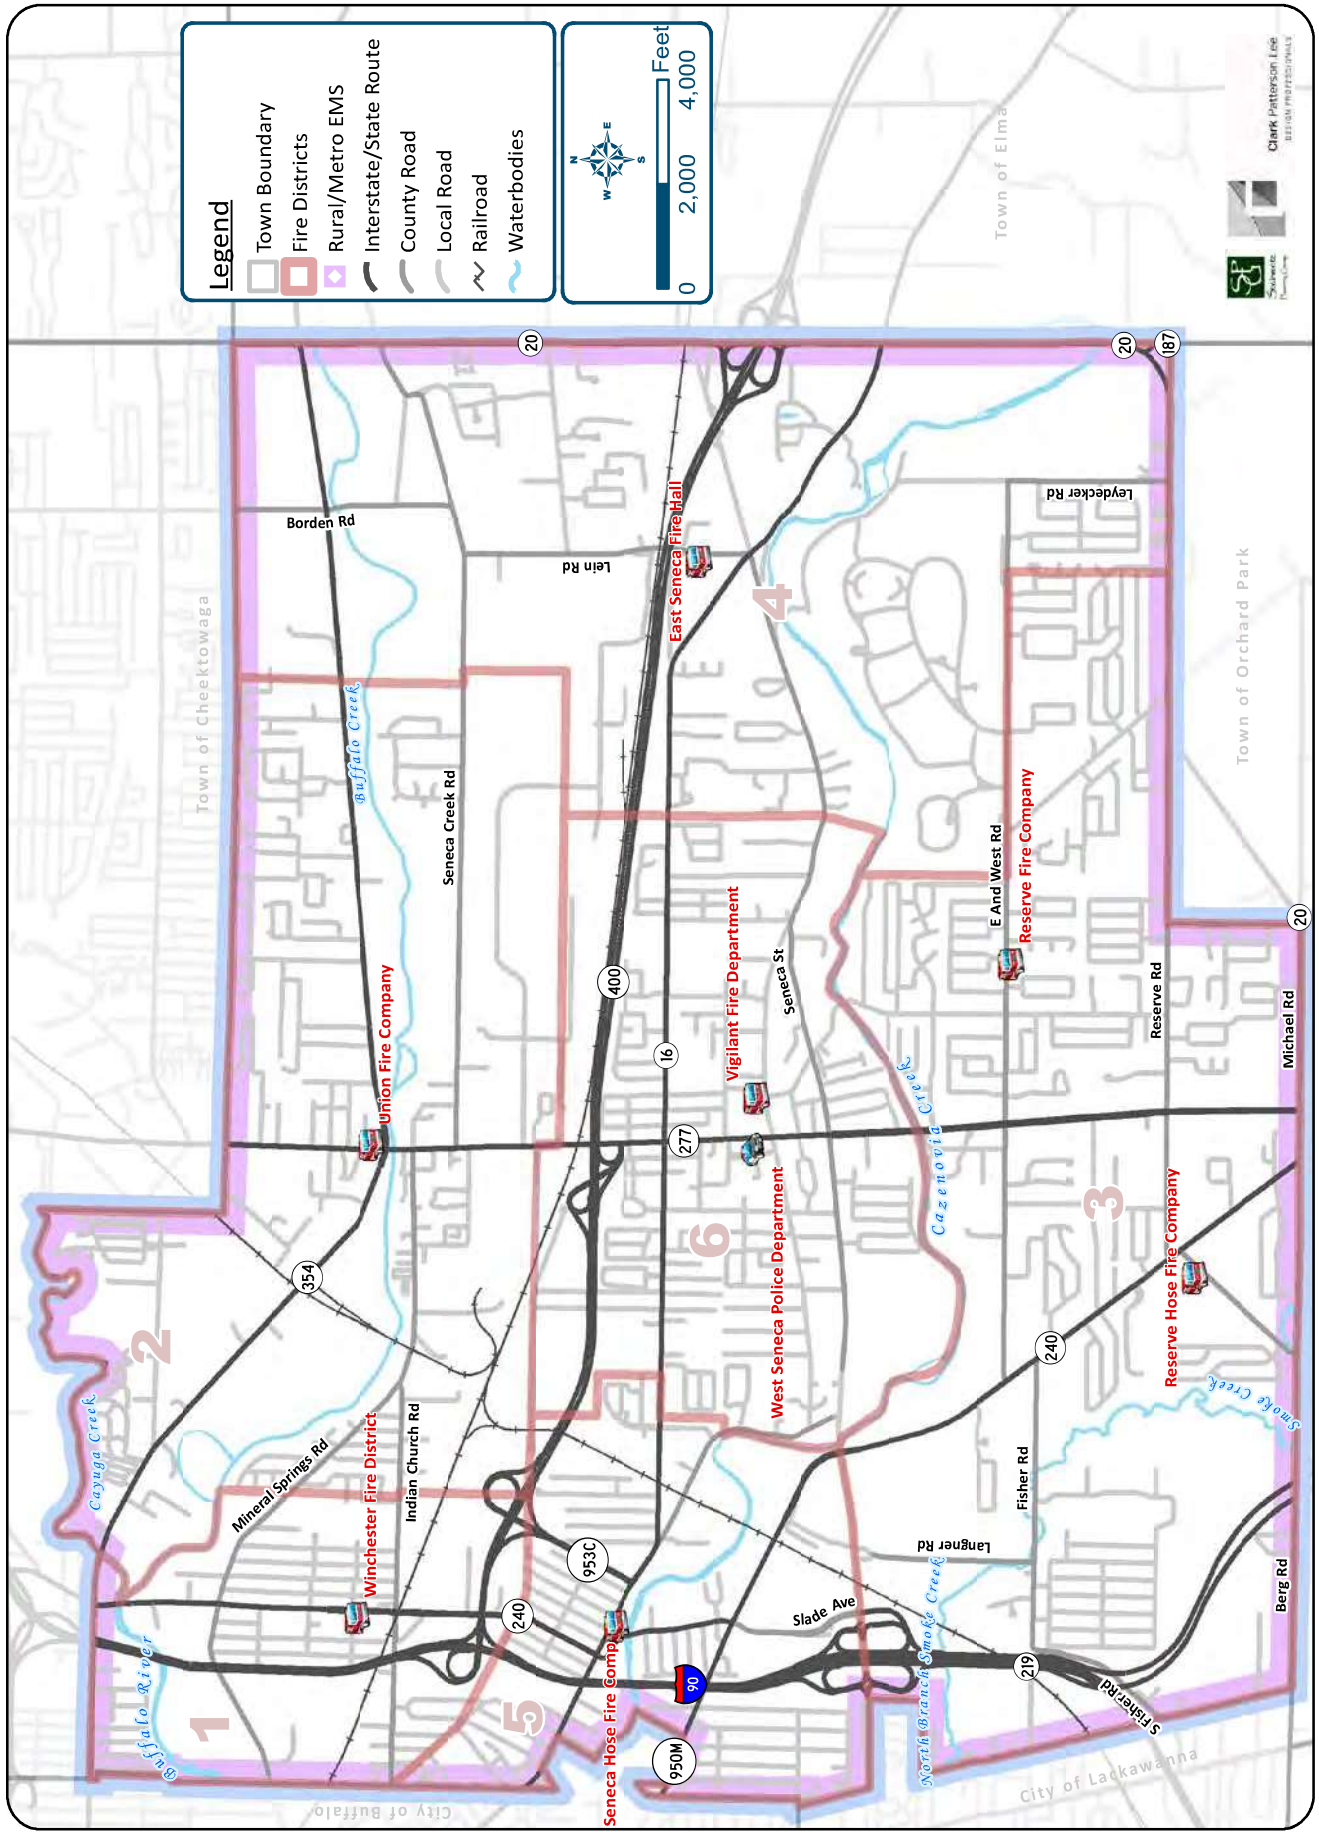 Legend
Town Boundary
Fire Districts
Rural/Metro EMS
Interstate/State Route
County Road
Local Road
Railroad
Waterbodies
N
E
S
W
0 2,000 4,000
Feet
Town of Elma
Clark Patterson Lee
DESIGN PROFESSIONALS
Town of Cheektowaga
Town of Orchard Park
City of Buffalo
City of Lackawanna
20
20
187
20
Borden Rd
Lein Rd
Leydecker Rd
East Seneca Fire Hall
4
Buffalo Creek
Seneca Creek Rd
E And West Rd
Reserve Fire Company
Union Fire Company
400
16
Vigilant Fire Department
Seneca St
Reserve Rd
Michael Rd
277
Cazenovia Creek
West Seneca Police Department
6
3
Reserve Hose Fire Company
354
2
Cayuga Creek
240
Smoke Creek
Mineral Springs Rd
Winchester Fire District
Indian Church Rd
Fisher Rd
Langner Rd
953C
240
Slade Ave
Berg Rd
North Branch Smoke Creek
219
S Fisher Rd
Buffalo River
1
5
Seneca Hose Fire Comp
90
950M